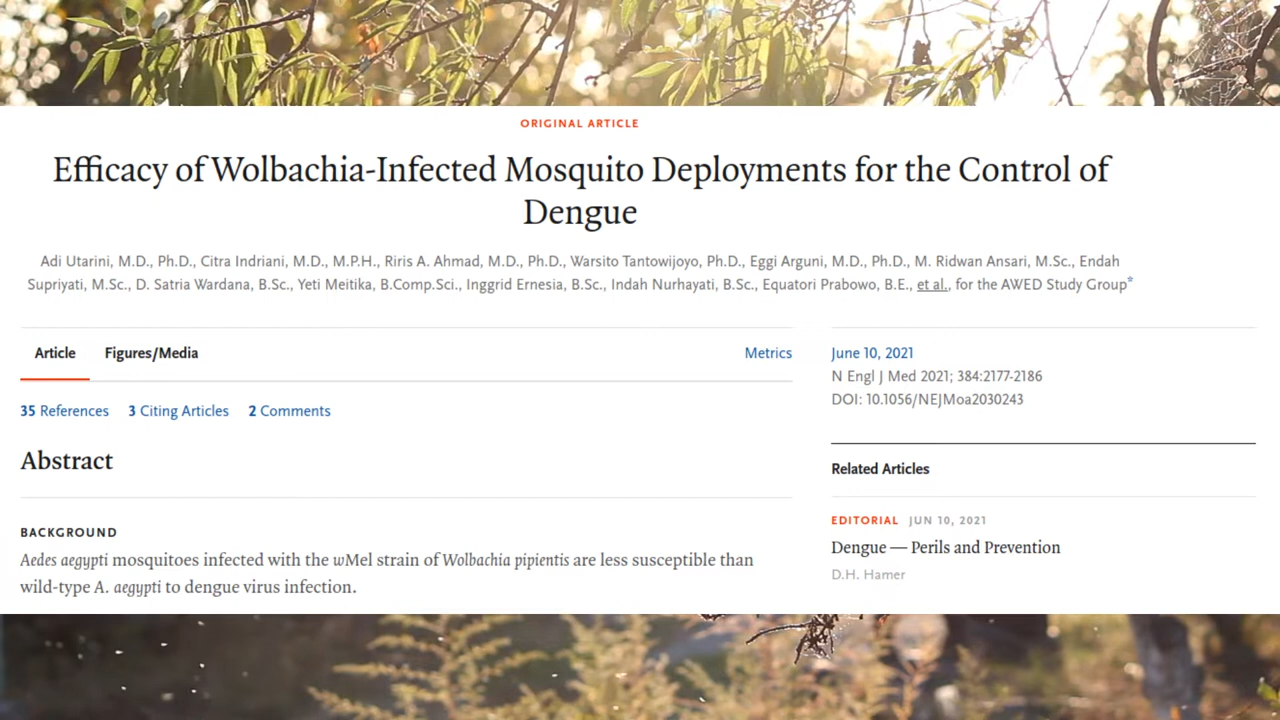 ORIGINAL ARTICLE
Efficacy of Wolbachia-Infected Mosquito Deployments for the Control of
Dengue
Adi Utarini, M.D., Ph.D., Citra Indriani, M.D., M.P.H., Riris A. Ahmad, M.D., Ph.D., Warsito Tantowijoyo, Ph.D., Eggi Arguni, M.D., Ph.D., M. Ridwan Ansari, M.Sc., Endah
Supriyati, M.Sc., D. Satria Wardana, B.Sc., Yeti Meitika, B.Comp.Sci., Inggrid Ernesia, B.Sc., Indah Nurhayati, B.Sc., Equatori Prabowo, B.E., et al., for the AWED Study Group*
Article Figures/Media Metrics
35 References 3 Citing Articles 2 Comments
Abstract
BACKGROUND
Aedes aegypti mosquitoes infected with the wMel strain of Wolbachia pipientis are less susceptible than
wild-type A. aegypti to dengue virus infection.
June 10, 2021
N Engl J Med 2021; 384:2177-2186
DOI: 10.1056/NEJMoa2030243
Related Articles
EDITORIAL JUN 10, 2021
Dengue — Perils and Prevention
D.H. Hamer